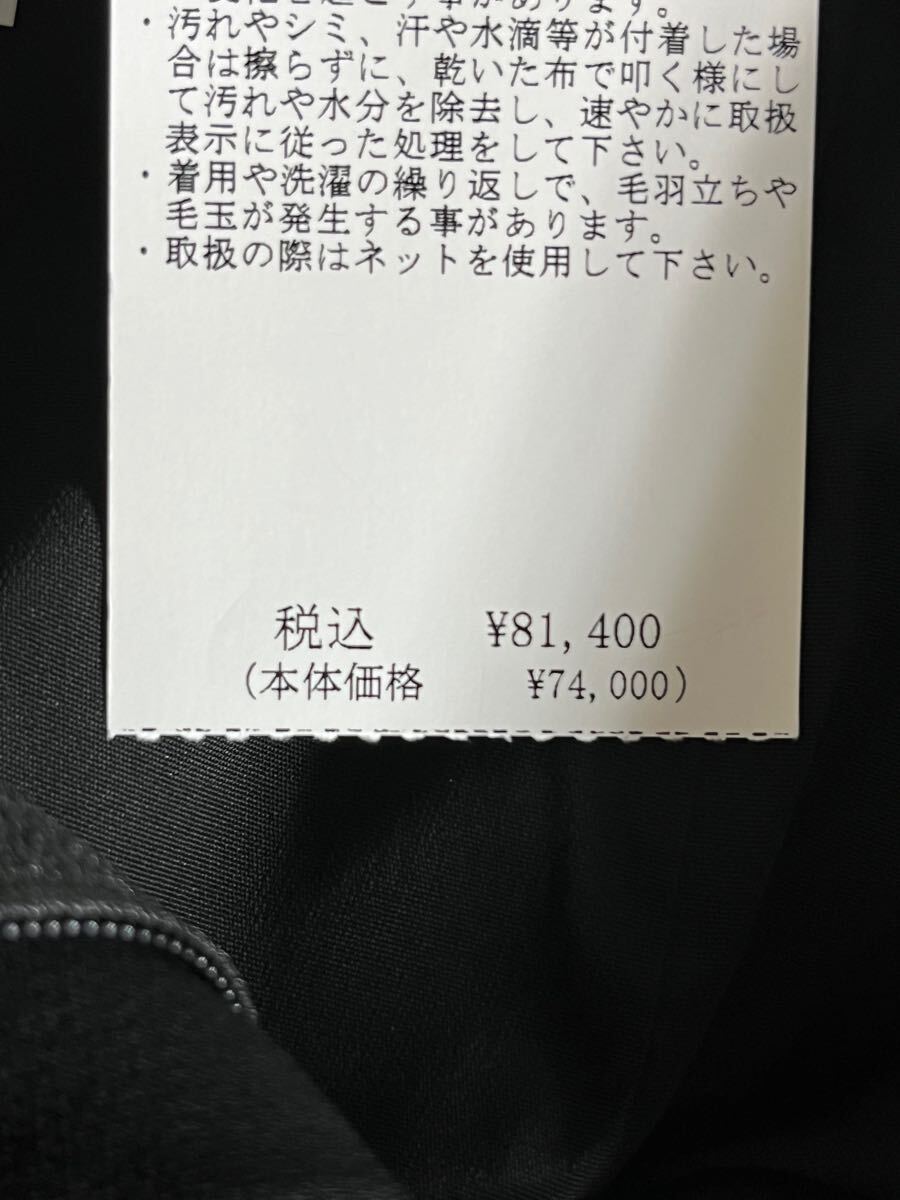 ・汚れやシミ、汗や水滴等が付着した場
合は擦らずに、乾いた布で叩く様にし
て汚れや水分を除去し、速やかに取扱
表示に従った処理をして下さい。
・着用や洗濯の繰り返しで、毛羽立ちや
毛玉が発生する事があります。
・取扱の際はネットを使用して下さい。
税込 ¥81,400
(本体価格 ¥74,000)